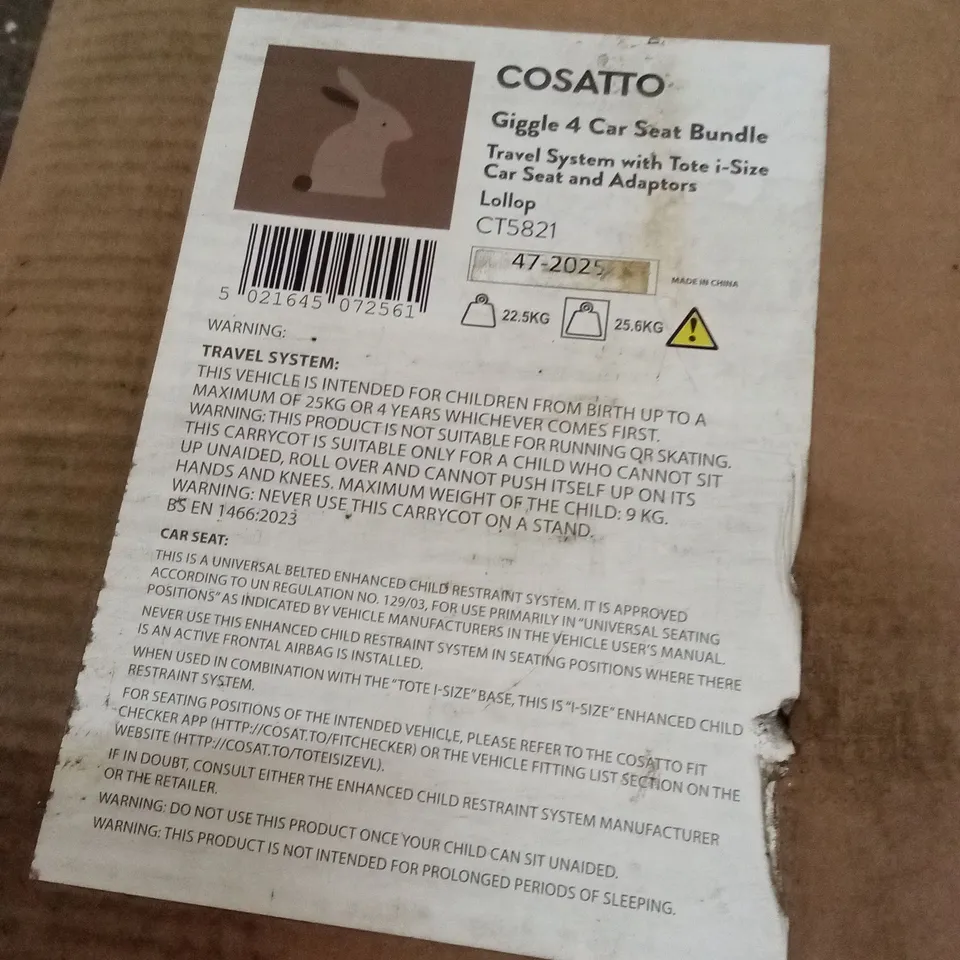 COSATTO
Giggle 4 Car Seat Bundle
Travel System with Tote i-Size
Car Seat and Adaptors
Lollop
CT5821
47-2025
MADE IN CHINA
5 021645 072561
22.5KG
25.6KG
WARNING:
TRAVEL SYSTEM:
THIS VEHICLE IS INTENDED FOR CHILDREN FROM BIRTH UP TO A
MAXIMUM OF 25KG OR 4 YEARS WHICHEVER COMES FIRST.
WARNING: THIS PRODUCT IS NOT SUITABLE FOR RUNNING OR SKATING.
THIS CARRYCOT IS SUITABLE ONLY FOR A CHILD WHO CANNOT SIT
UP UNAIDED, ROLL OVER AND CANNOT PUSH ITSELF UP ON ITS
HANDS AND KNEES. MAXIMUM WEIGHT OF THE CHILD: 9 KG.
WARNING: NEVER USE THIS CARRYCOT ON A STAND.
BS EN 1466:2023
CAR SEAT:
THIS IS A UNIVERSAL BELTED ENHANCED CHILD RESTRAINT SYSTEM. IT IS APPROVED
ACCORDING TO UN REGULATION NO. 129/03, FOR USE PRIMARILY IN "UNIVERSAL SEATING
POSITIONS" AS INDICATED BY VEHICLE MANUFACTURERS IN THE VEHICLE USER'S MANUAL.
NEVER USE THIS ENHANCED CHILD RESTRAINT SYSTEM IN SEATING POSITIONS WHERE THERE
IS AN ACTIVE FRONTAL AIRBAG IS INSTALLED.
WHEN USED IN COMBINATION WITH THE "TOTE I-SIZE" BASE, THIS IS "I-SIZE" ENHANCED CHILD
RESTRAINT SYSTEM.
FOR SEATING POSITIONS OF THE INTENDED VEHICLE, PLEASE REFER TO THE COSATTO FIT
CHECKER APP (HTTP://COSAT.TO/FITCHECKER) OR THE VEHICLE FITTING LIST SECTION ON THE
WEBSITE (HTTP://COSAT.TO/TOTEISIZEVL).
IF IN DOUBT, CONSULT EITHER THE ENHANCED CHILD RESTRAINT SYSTEM MANUFACTURER
OR THE RETAILER.
WARNING: DO NOT USE THIS PRODUCT ONCE YOUR CHILD CAN SIT UNAIDED.
WARNING: THIS PRODUCT IS NOT INTENDED FOR PROLONGED PERIODS OF SLEEPING.